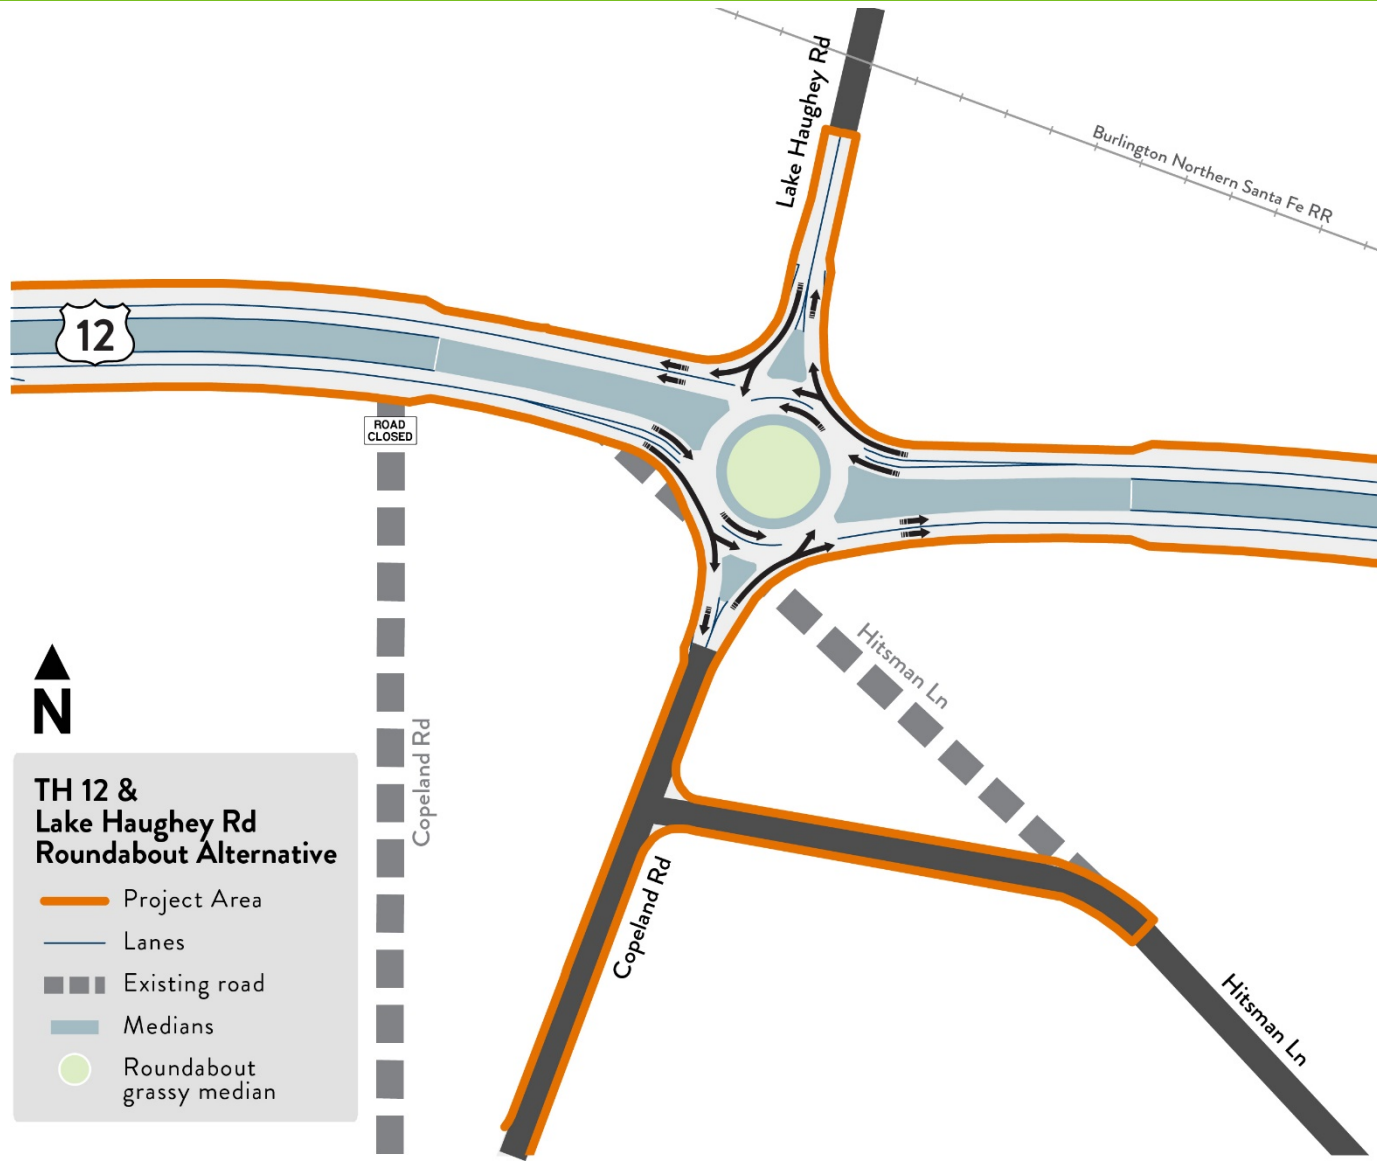 Lake Haughey Rd
Burlington Northern Santa Fe RR
12
ROAD
CLOSED
Hitsman Ln
N
Copeland Rd
TH 12 &
Lake Haughey Rd
Roundabout Alternative
Project Area
Lanes
Existing road
Medians
Roundabout
grassy median
Copeland Rd
Hitsman Ln